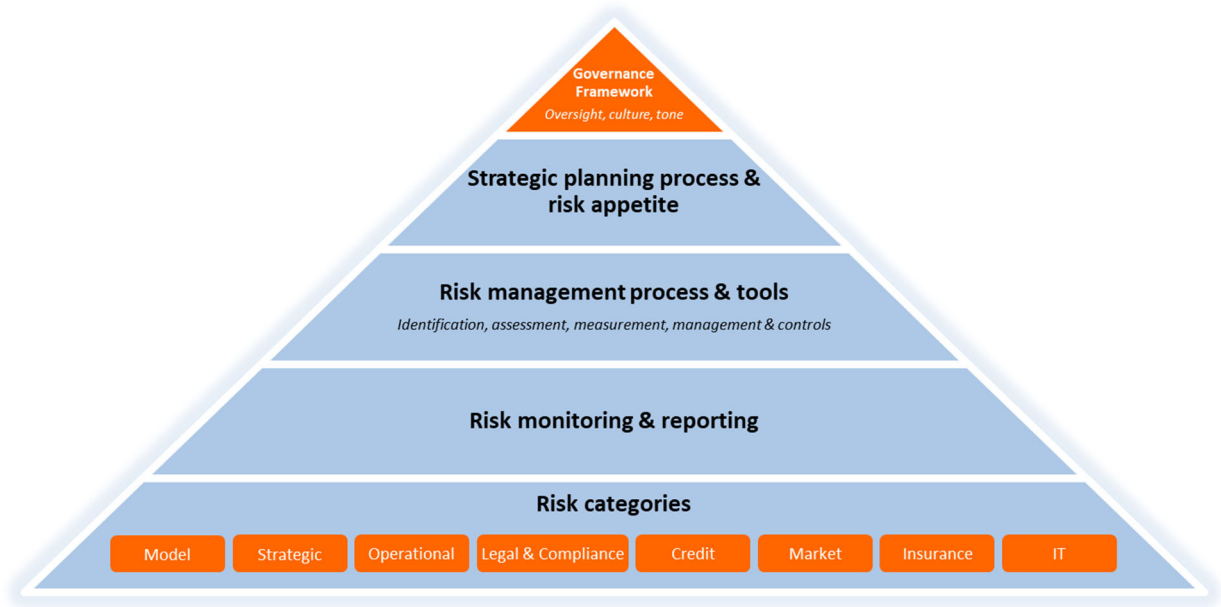 Governance
Framework
Oversight, culture, tone
Strategic planning process &
risk appetite
Risk management process & tools
Identification, assessment, measurement, management & controls
Risk monitoring & reporting
Risk categories
Model
Strategic
Operational
Legal & Compliance
Credit
Market
Insurance
IT